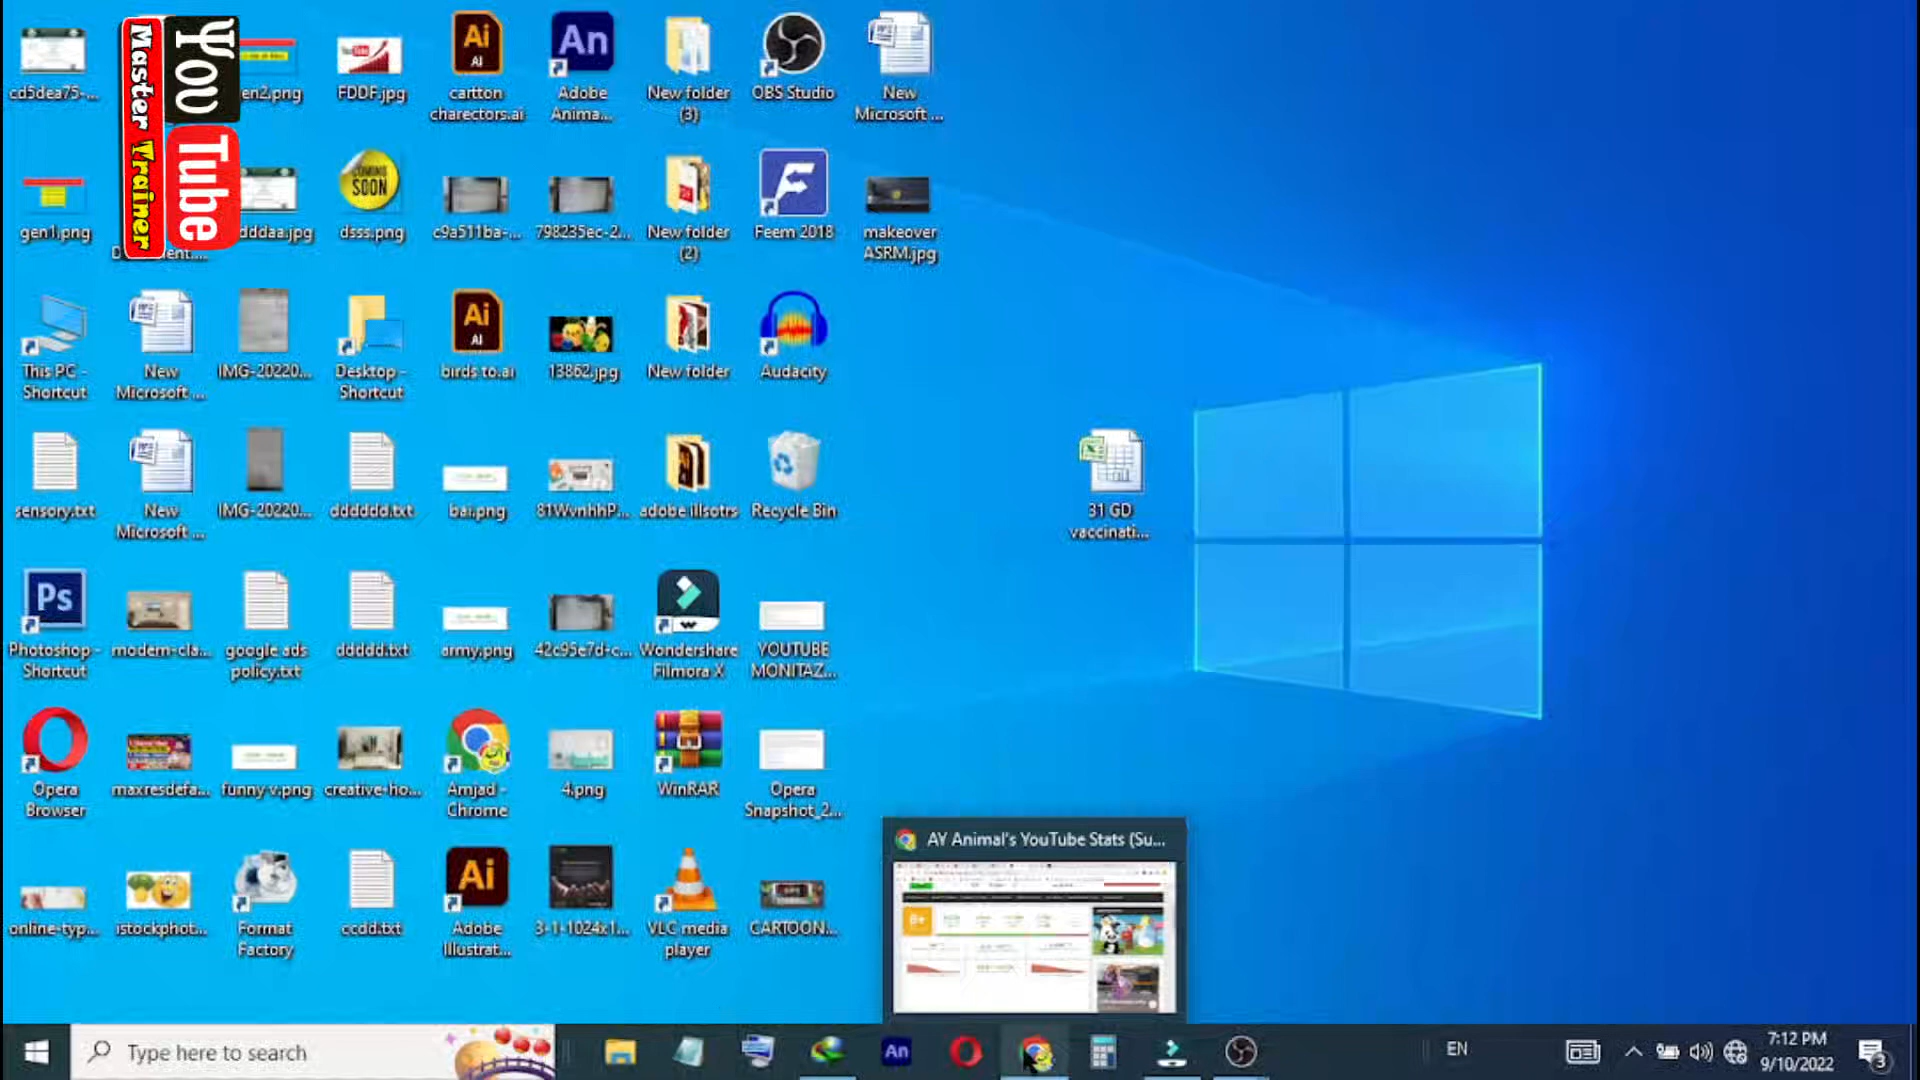 cd5dea75-...
Master Trainer
You
Tube
en2.png
FDDF.jpg
cartton
charectors.ai
Adobe
Anima...
New folder
(3)
OBS Studio
New
Microsoft ...
gen1.png
ent....
dddaa.jpg
COMING
SOON
dsss.png
c9a511ba-...
798235ec-2...
New folder
(2)
Feem 2018
makeover
ASRM.jpg
This PC -
Shortcut
New
Microsoft ...
IMG-20220...
Desktop -
Shortcut
birds to.ai
13862.jpg
New folder
Audacity
sensory.txt
New
Microsoft ...
IMG-20220...
dddddd.txt
bai.png
81WvnhhP...
adobe illsotrs
Recycle Bin
31 GD
vaccinati...
Photoshop -
Shortcut
modern-cla...
google ads
policy.txt
ddddd.txt
army.png
42c95e7d-c...
Wondershare
Filmora X
YOUTUBE
MONITAZ...
Opera
Browser
maxresdefa...
funny v.png
creative-ho...
Amjad -
Chrome
4.png
WinRAR
Opera
Snapshot_2...
online-typ...
istockphot...
Format
Factory
ccdd.txt
Adobe
Illustrat...
3-1-1024x1...
VLC media
player
CARTOON...
AY Animal's YouTube Stats (Su...
B+
Type here to search
An
EN
7:12 PM
9/10/2022
3